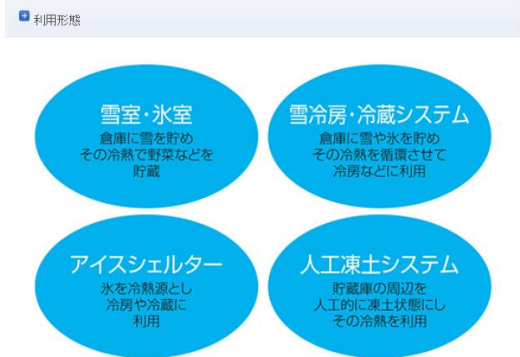 利用形態
雪室・氷室
倉庫に雪を貯め
その冷熱で野菜などを
貯蔵
雪冷房・冷蔵システム
倉庫に雪や氷を貯め
その冷熱を循環させて
冷房などに利用
アイスシェルター
氷を冷熱源とし
冷房や冷蔵に
利用
人工凍土システム
貯蔵庫の周辺を
人工的に凍土状態にし
その冷熱を利用